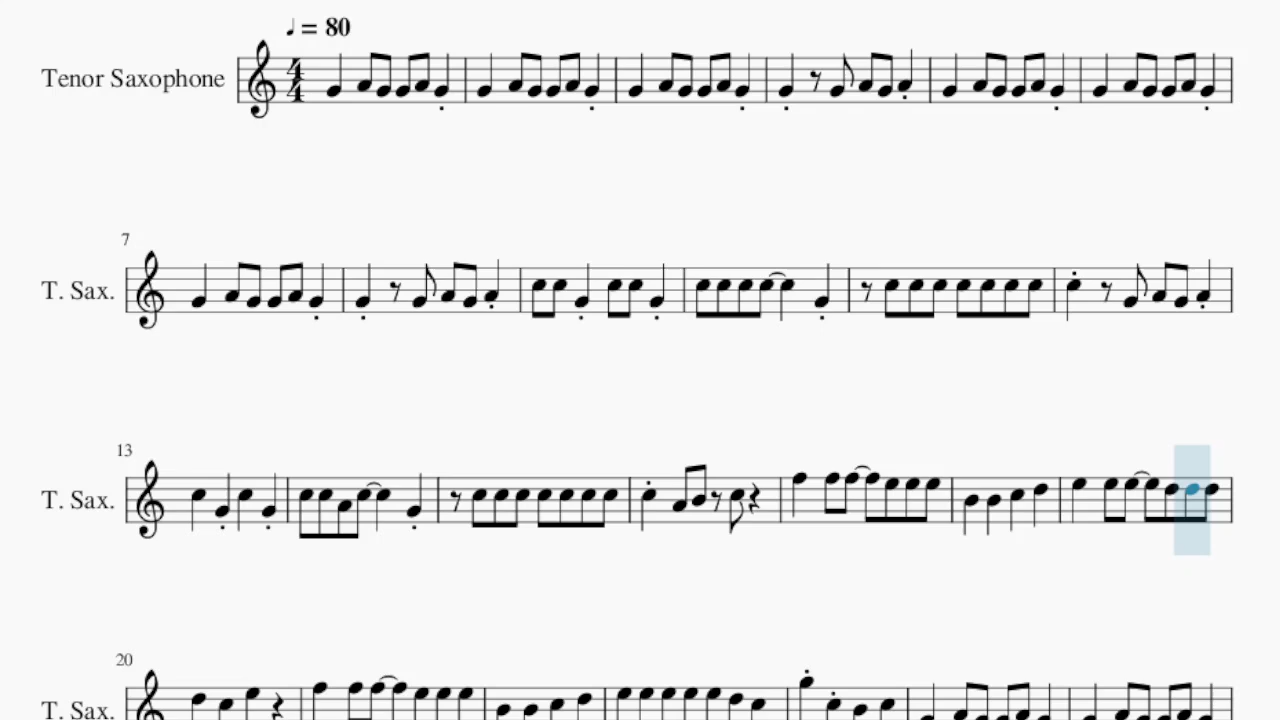 ♩ = 80
Tenor Saxophone 4/4
7
T. Sax.
13
T. Sax.
20
T. Sax.